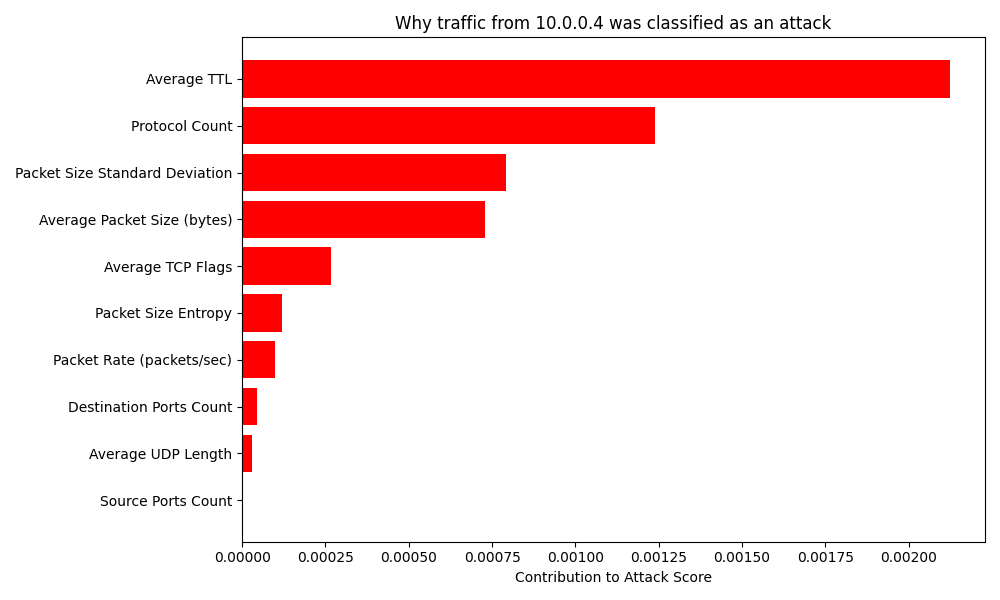 Why traffic from 10.0.0.4 was classified as an attack
Average TTL
Protocol Count
Packet Size Standard Deviation
Average Packet Size (bytes)
Average TCP Flags
Packet Size Entropy
Packet Rate (packets/sec)
Destination Ports Count
Average UDP Length
Source Ports Count
0.00000 0.00025 0.00050 0.00075 0.00100 0.00125 0.00150 0.00175 0.00200
Contribution to Attack Score